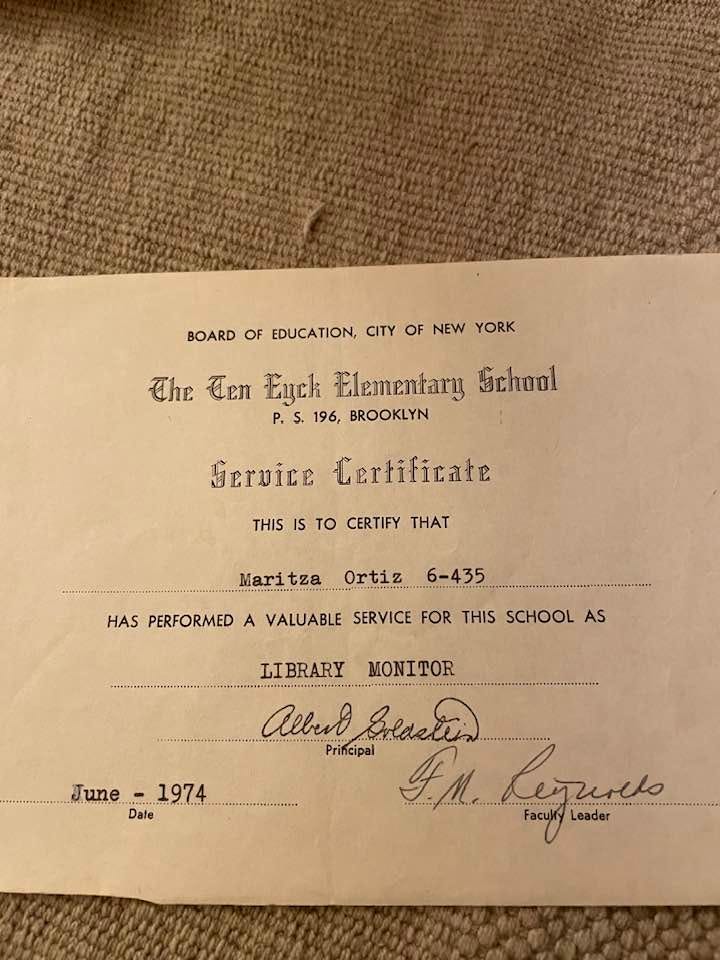 BOARD OF EDUCATION, CITY OF NEW YORK
The Ten Eyck Elementary School
P. S. 196, BROOKLYN
Service Certificate
THIS IS TO CERTIFY THAT
Maritza Ortiz 6-435
HAS PERFORMED A VALUABLE SERVICE FOR THIS SCHOOL AS
LIBRARY MONITOR
Albert Goldstein
Principal
F. M. Reynolds
June - 1974
Date
Faculty Leader